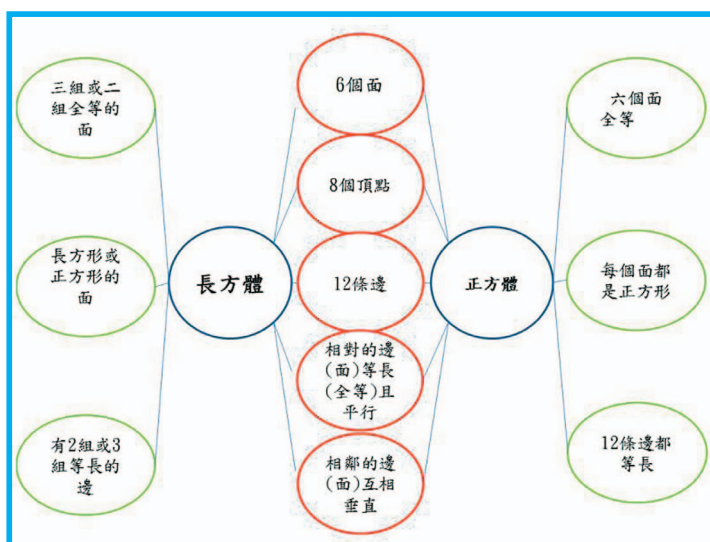 三組或二
組全等的
面
長方形或
正方形的
面
有2組或3
組等長的
邊
長方體
6個面
8個頂點
12條邊
相對的邊
(面)等長
(全等)且
平行
相鄰的邊
(面)互相
垂直
正方體
六個面
全等
每個面都
是正方形
12條邊都
等長